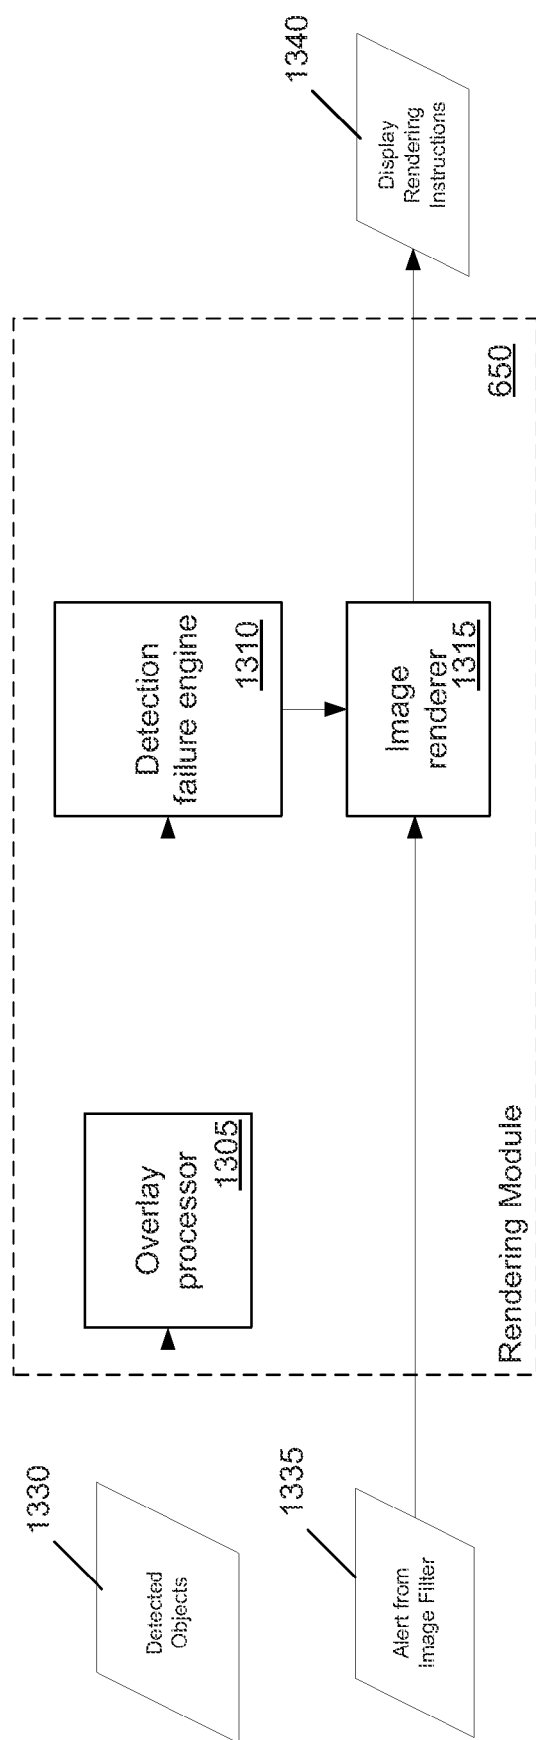 1330
Detected
Objects
1335
Alert from
Image Filter
Rendering Module
Overlay
processor
1305
Detection
failure engine
1310
Image
renderer
1315
650
1340
Display
Rendering
Instructions